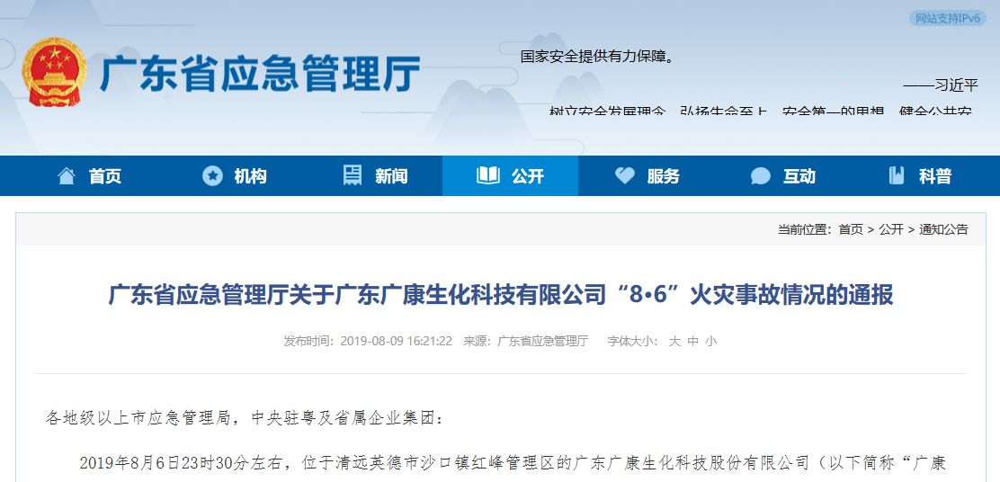 网站支持IPv6
广东省应急管理厅
国家安全提供有力保障。
——习近平
树立安全发展理念，弘扬生命至上、安全第一的思想，健全公共安
首页 机构 新闻 公开 服务 互动 科普
当前位置：首页 > 公开 > 通知公告
广东省应急管理厅关于广东广康生化科技有限公司“8•6”火灾事故情况的通报
发布时间：2019-08-09 16:21:22 来源：广东省应急管理厅 字体大小： 大 中 小
各地级以上市应急管理局，中央驻粤及省属企业集团：
2019年8月6日23时30分左右，位于清远英德市沙口镇红峰管理区的广东广康生化科技股份有限公司（以下简称“广康